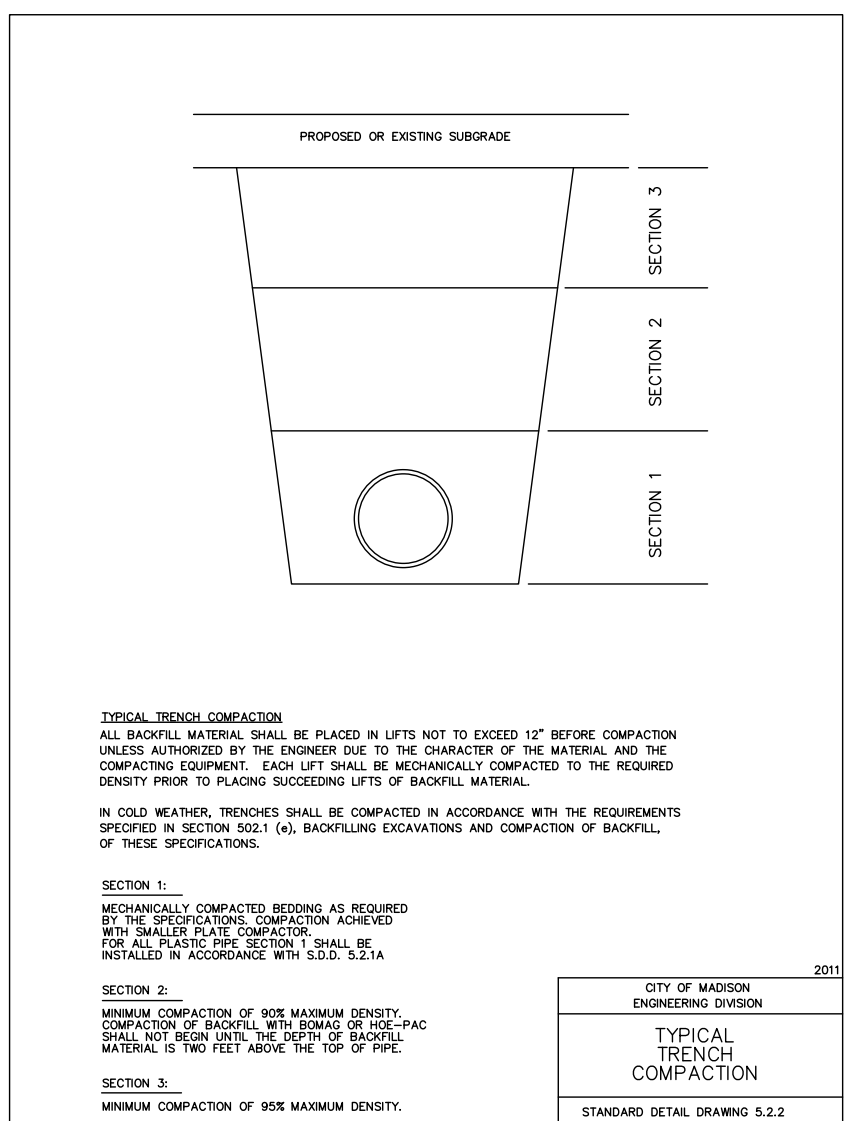 PROPOSED OR EXISTING SUBGRADE
SECTION 3
SECTION 2
SECTION 1
TYPICAL TRENCH COMPACTION
ALL BACKFILL MATERIAL SHALL BE PLACED IN LIFTS NOT TO EXCEED 12" BEFORE COMPACTION
UNLESS AUTHORIZED BY THE ENGINEER DUE TO THE CHARACTER OF THE MATERIAL AND THE
COMPACTING EQUIPMENT. EACH LIFT SHALL BE MECHANICALLY COMPACTED TO THE REQUIRED
DENSITY PRIOR TO PLACING SUCCEEDING LIFTS OF BACKFILL MATERIAL.
IN COLD WEATHER, TRENCHES SHALL BE COMPACTED IN ACCORDANCE WITH THE REQUIREMENTS
SPECIFIED IN SECTION 502.1 (e), BACKFILLING EXCAVATIONS AND COMPACTION OF BACKFILL,
OF THESE SPECIFICATIONS.
SECTION 1:
MECHANICALLY COMPACTED BEDDING AS REQUIRED
BY THE SPECIFICATIONS. COMPACTION ACHIEVED
WITH SMALLER PLATE COMPACTOR.
FOR ALL PLASTIC PIPE SECTION 1 SHALL BE
INSTALLED IN ACCORDANCE WITH S.D.D. 5.2.1A
SECTION 2:
MINIMUM COMPACTION OF 90% MAXIMUM DENSITY.
COMPACTION OF BACKFILL WITH BOMAG OR HOE-PAC
SHALL NOT BEGIN UNTIL THE DEPTH OF BACKFILL
MATERIAL IS TWO FEET ABOVE THE TOP OF PIPE.
SECTION 3:
MINIMUM COMPACTION OF 95% MAXIMUM DENSITY.
2011
CITY OF MADISON
ENGINEERING DIVISION
TYPICAL
TRENCH
COMPACTION
STANDARD DETAIL DRAWING 5.2.2